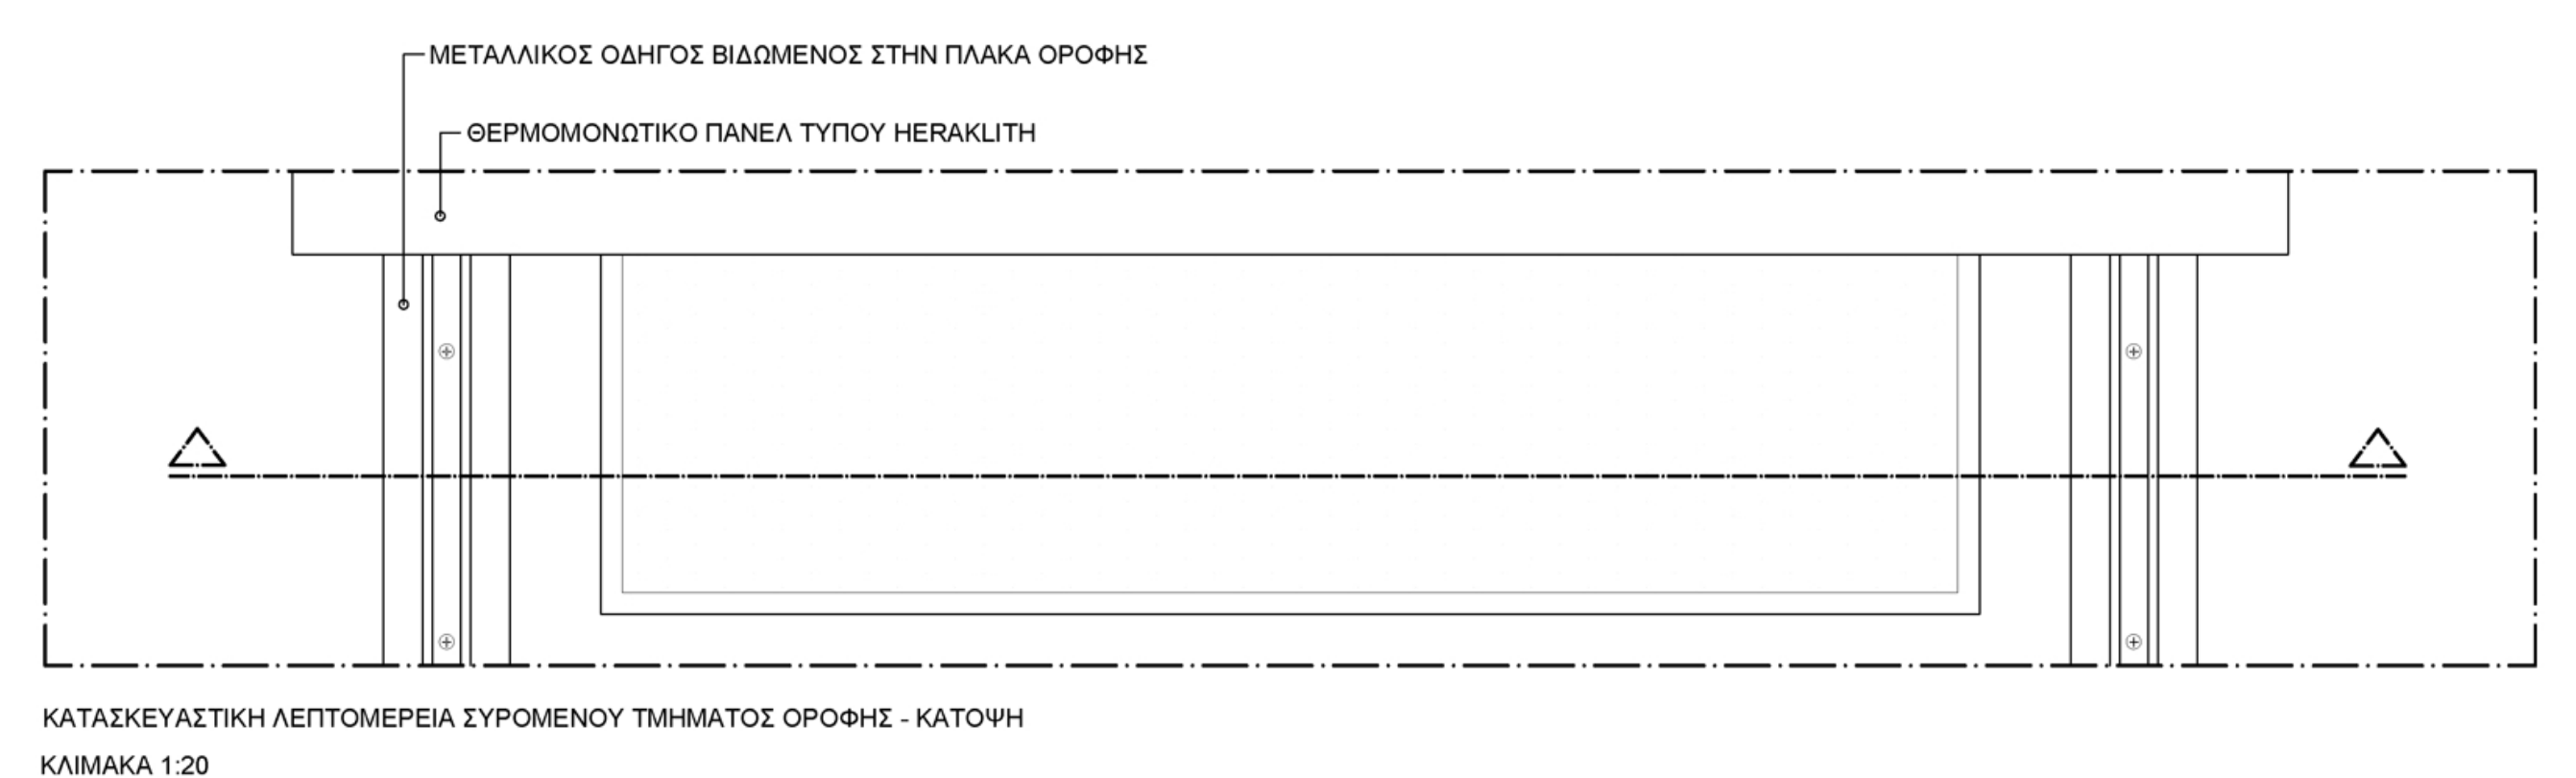 ΜΕΤΑΛΛΙΚΟΣ ΟΔΗΓΟΣ ΒΙΔΩΜΕΝΟΣ ΣΤΗΝ ΠΛΑΚΑ ΟΡΟΦΗΣ
ΘΕΡΜΟΜΟΝΩΤΙΚΟ ΠΑΝΕΛ ΤΥΠΟΥ HERAKLITH
ΚΑΤΑΣΚΕΥΑΣΤΙΚΗ ΛΕΠΤΟΜΕΡΕΙΑ ΣΥΡΟΜΕΝΟΥ ΤΜΗΜΑΤΟΣ ΟΡΟΦΗΣ - ΚΑΤΟΨΗ
ΚΛΙΜΑΚΑ 1:20